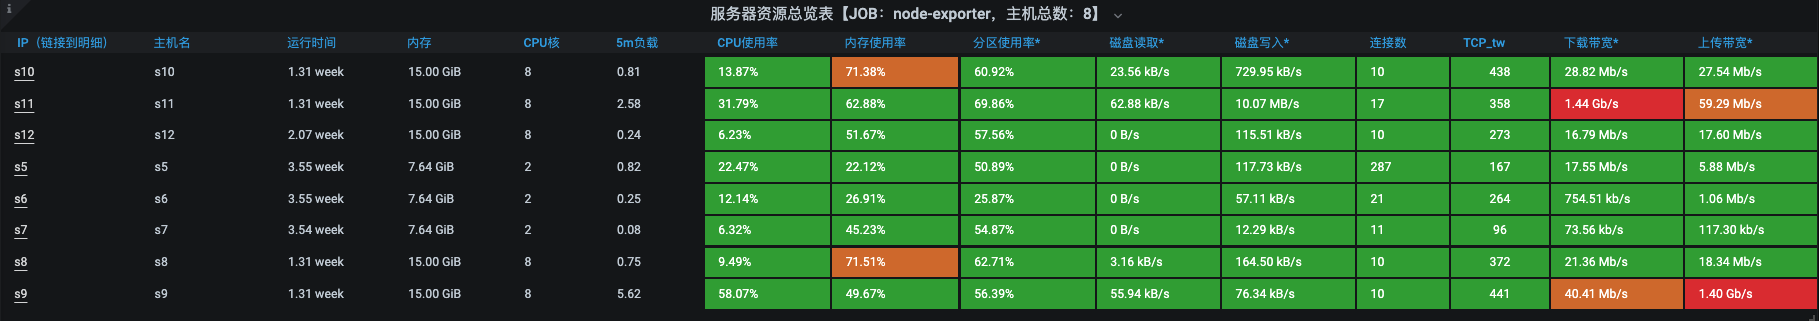 服务器资源总览表【JOB：node-exporter，主机总数：8】
IP（链接到明细） 主机名 运行时间 内存 CPU核 5m负载 CPU使用率 内存使用率 分区使用率* 磁盘读取* 磁盘写入* 连接数 TCP_tw 下载带宽* 上传带宽*
s10 s10 1.31 week 15.00 GiB 8 0.81 13.87% 71.38% 60.92% 23.56 kB/s 729.95 kB/s 10 438 28.82 Mb/s 27.54 Mb/s
s11 s11 1.31 week 15.00 GiB 8 2.58 31.79% 62.88% 69.86% 62.88 kB/s 10.07 MB/s 17 358 1.44 Gb/s 59.29 Mb/s
s12 s12 2.07 week 15.00 GiB 8 0.24 6.23% 51.67% 57.56% 0 B/s 115.51 kB/s 10 273 16.79 Mb/s 17.60 Mb/s
s5 s5 3.55 week 7.64 GiB 2 0.82 22.47% 22.12% 50.89% 0 B/s 117.73 kB/s 287 167 17.55 Mb/s 5.88 Mb/s
s6 s6 3.55 week 7.64 GiB 2 0.25 12.14% 26.91% 25.87% 0 B/s 57.11 kB/s 21 264 754.51 kb/s 1.06 Mb/s
s7 s7 3.54 week 7.64 GiB 2 0.08 6.32% 45.23% 54.87% 0 B/s 12.29 kB/s 11 96 73.56 kb/s 117.30 kb/s
s8 s8 1.31 week 15.00 GiB 8 0.75 9.49% 71.51% 62.71% 3.16 kB/s 164.50 kB/s 10 372 21.36 Mb/s 18.34 Mb/s
s9 s9 1.31 week 15.00 GiB 8 5.62 58.07% 49.67% 56.39% 55.94 kB/s 76.34 kB/s 10 441 40.41 Mb/s 1.40 Gb/s